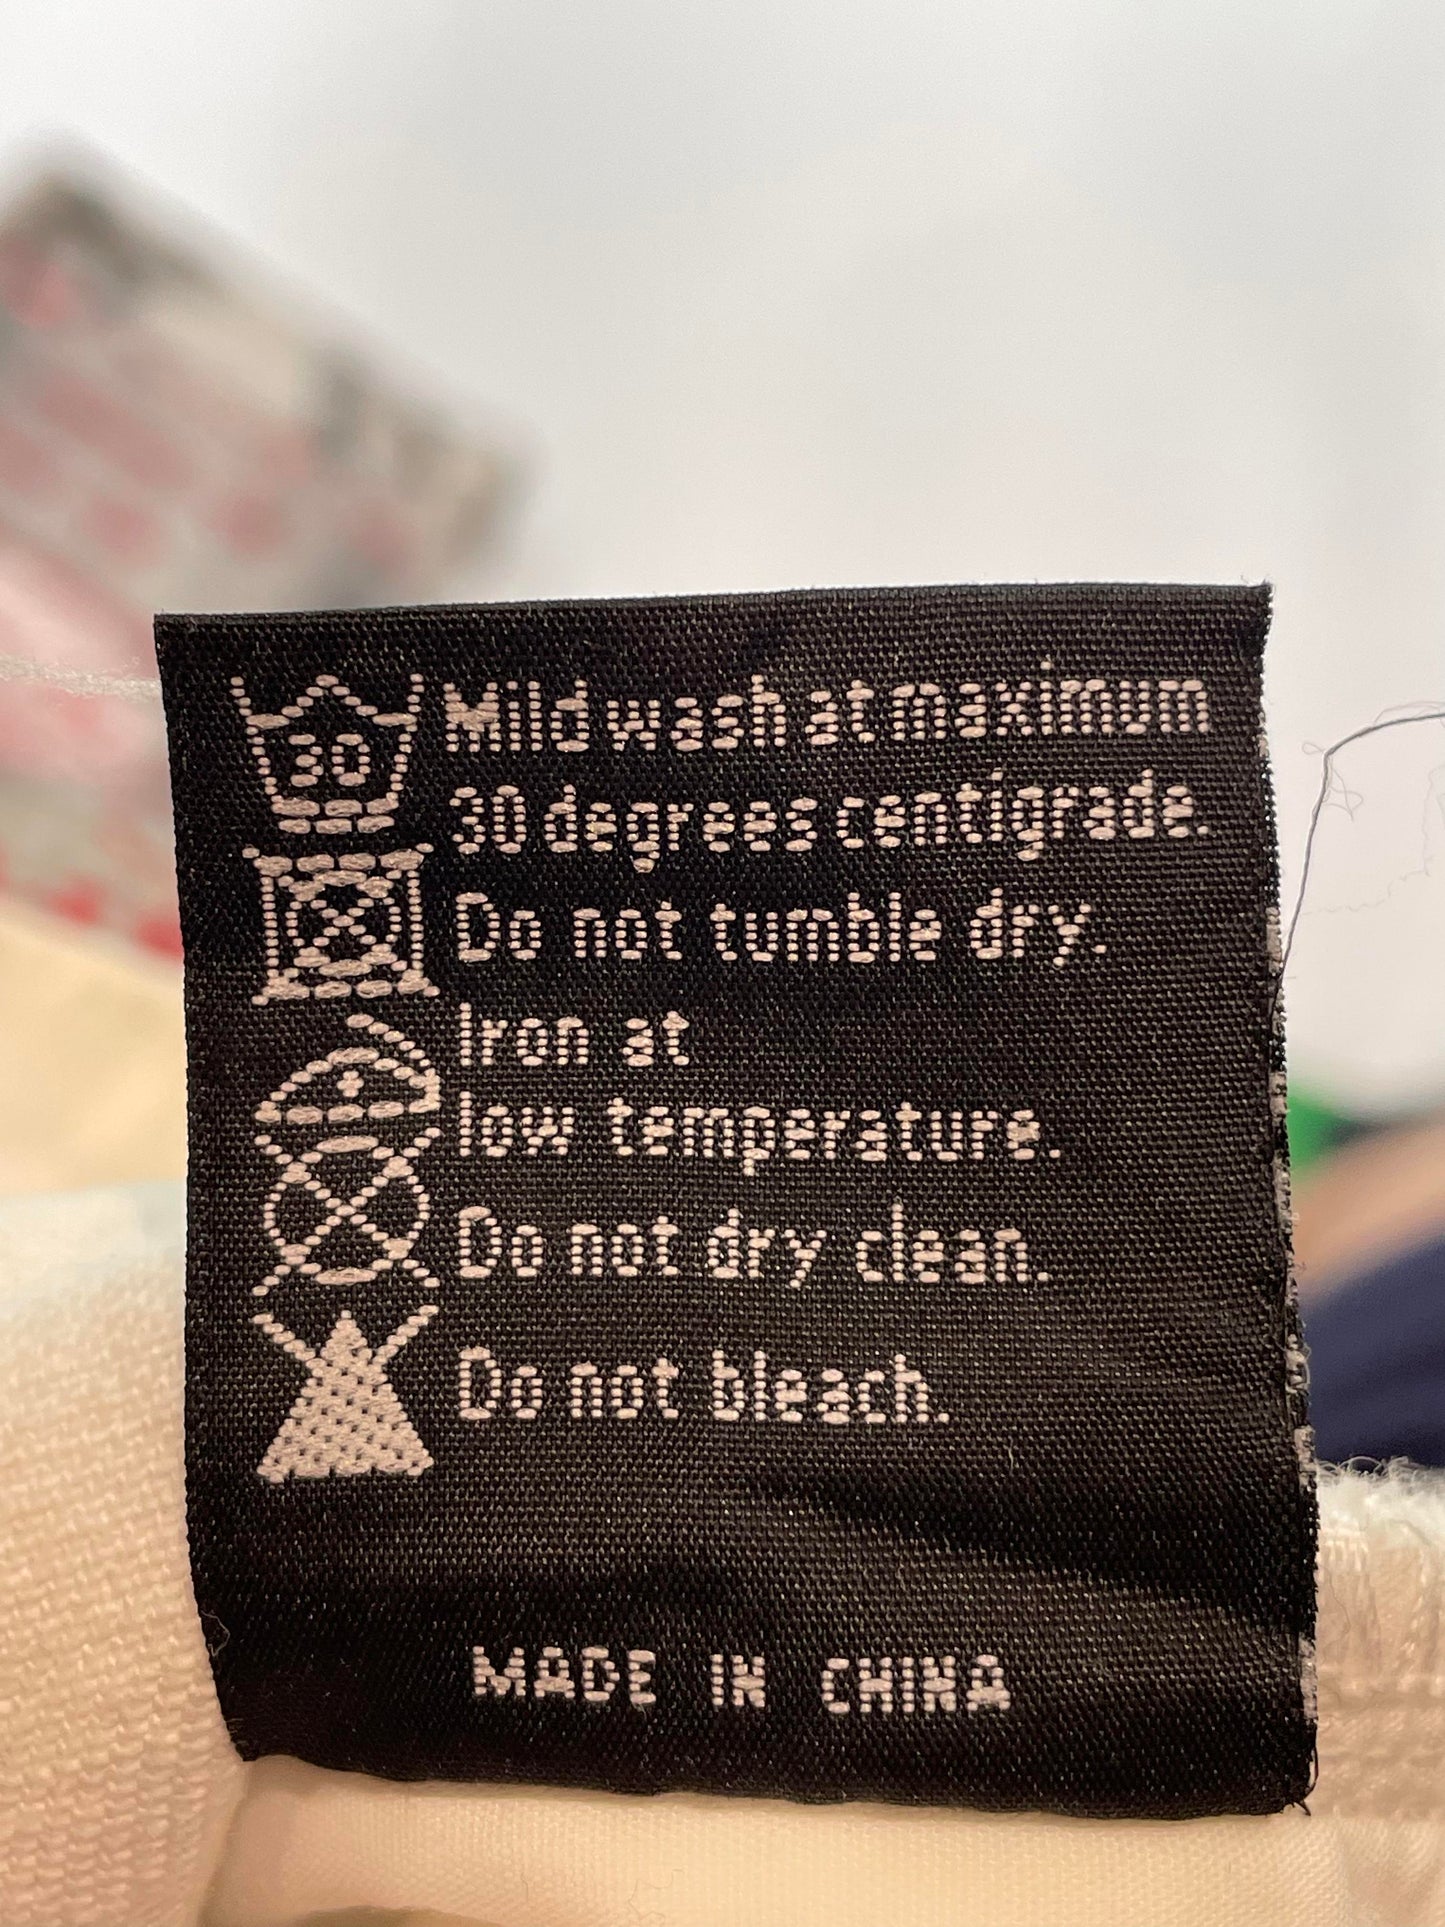 30 Mild wash at maximum
30 degrees centigrade.
Do not tumble dry.
Iron at
low temperature.
Do not dry clean.
Do not bleach.
MADE IN CHINA